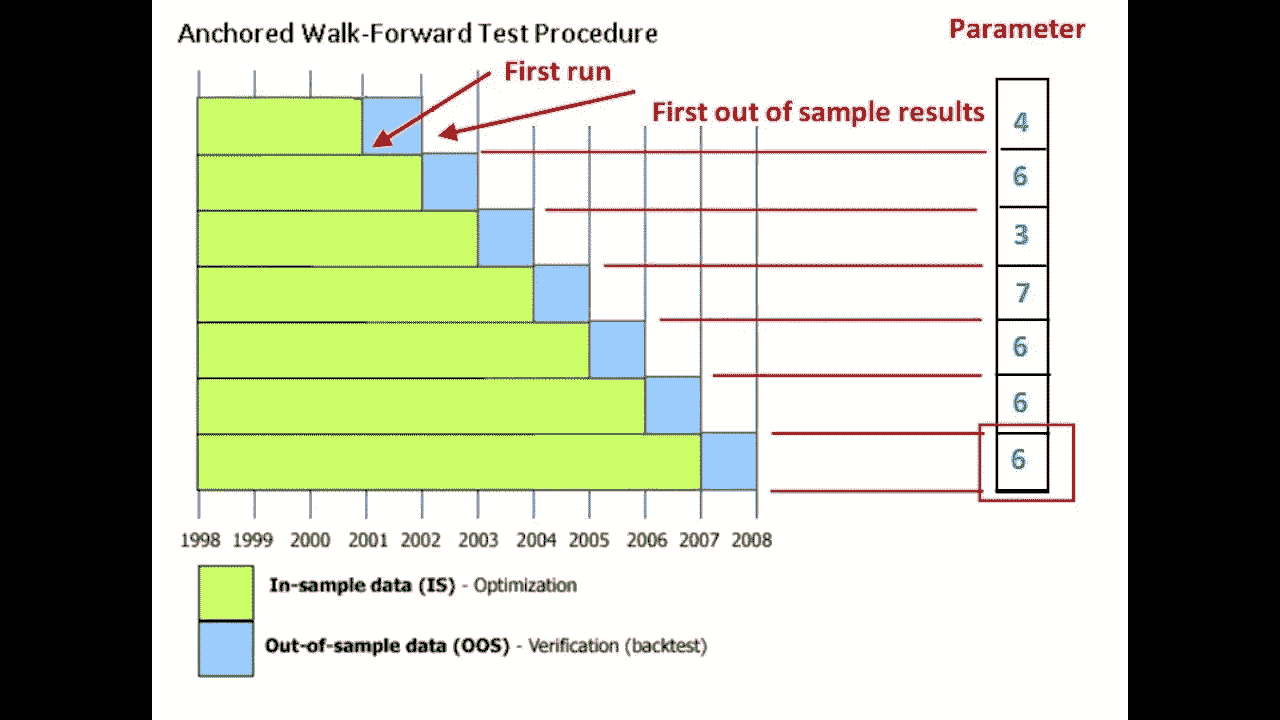 Anchored Walk-Forward Test Procedure
Parameter
First run
First out of sample results
4
6
3
7
6
6
6
1998 1999 2000 2001 2002 2003 2004 2005 2006 2007 2008
In-sample data (IS) - Optimization
Out-of-sample data (OOS) - Verification (backtest)